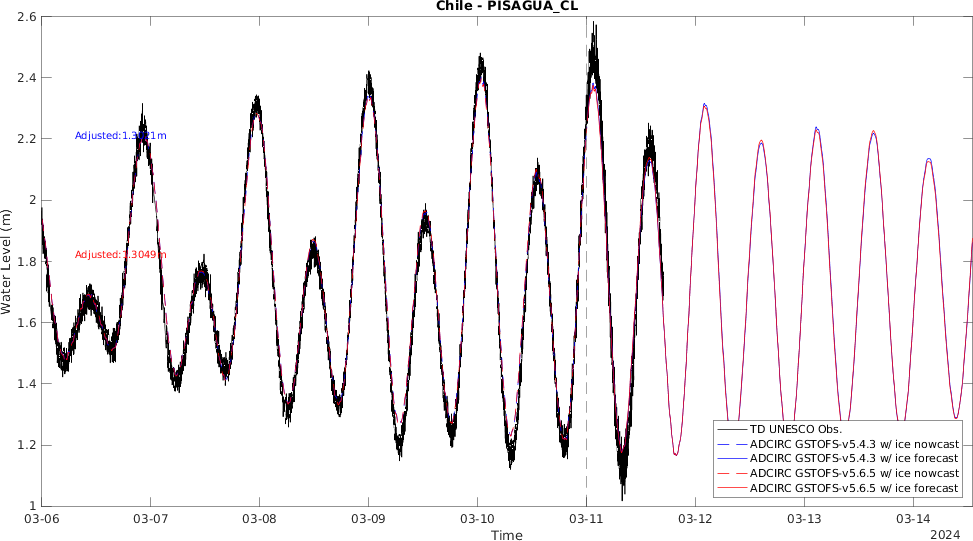 Chile - PISAGUA_CL
2.6
2.4
2.2
2
1.8
1.6
1.4
1.2
1
Water Level (m)
Adjusted:1.3049m
TD UNESCO Obs.
ADCIRC GSTOFS-v5.4.3 w/ ice nowcast
ADCIRC GSTOFS-v5.4.3 w/ ice forecast
ADCIRC GSTOFS-v5.6.5 w/ ice nowcast
ADCIRC GSTOFS-v5.6.5 w/ ice forecast
03-06 03-07 03-08 03-09 03-10 03-11 03-12 03-13 03-14
Time
2024